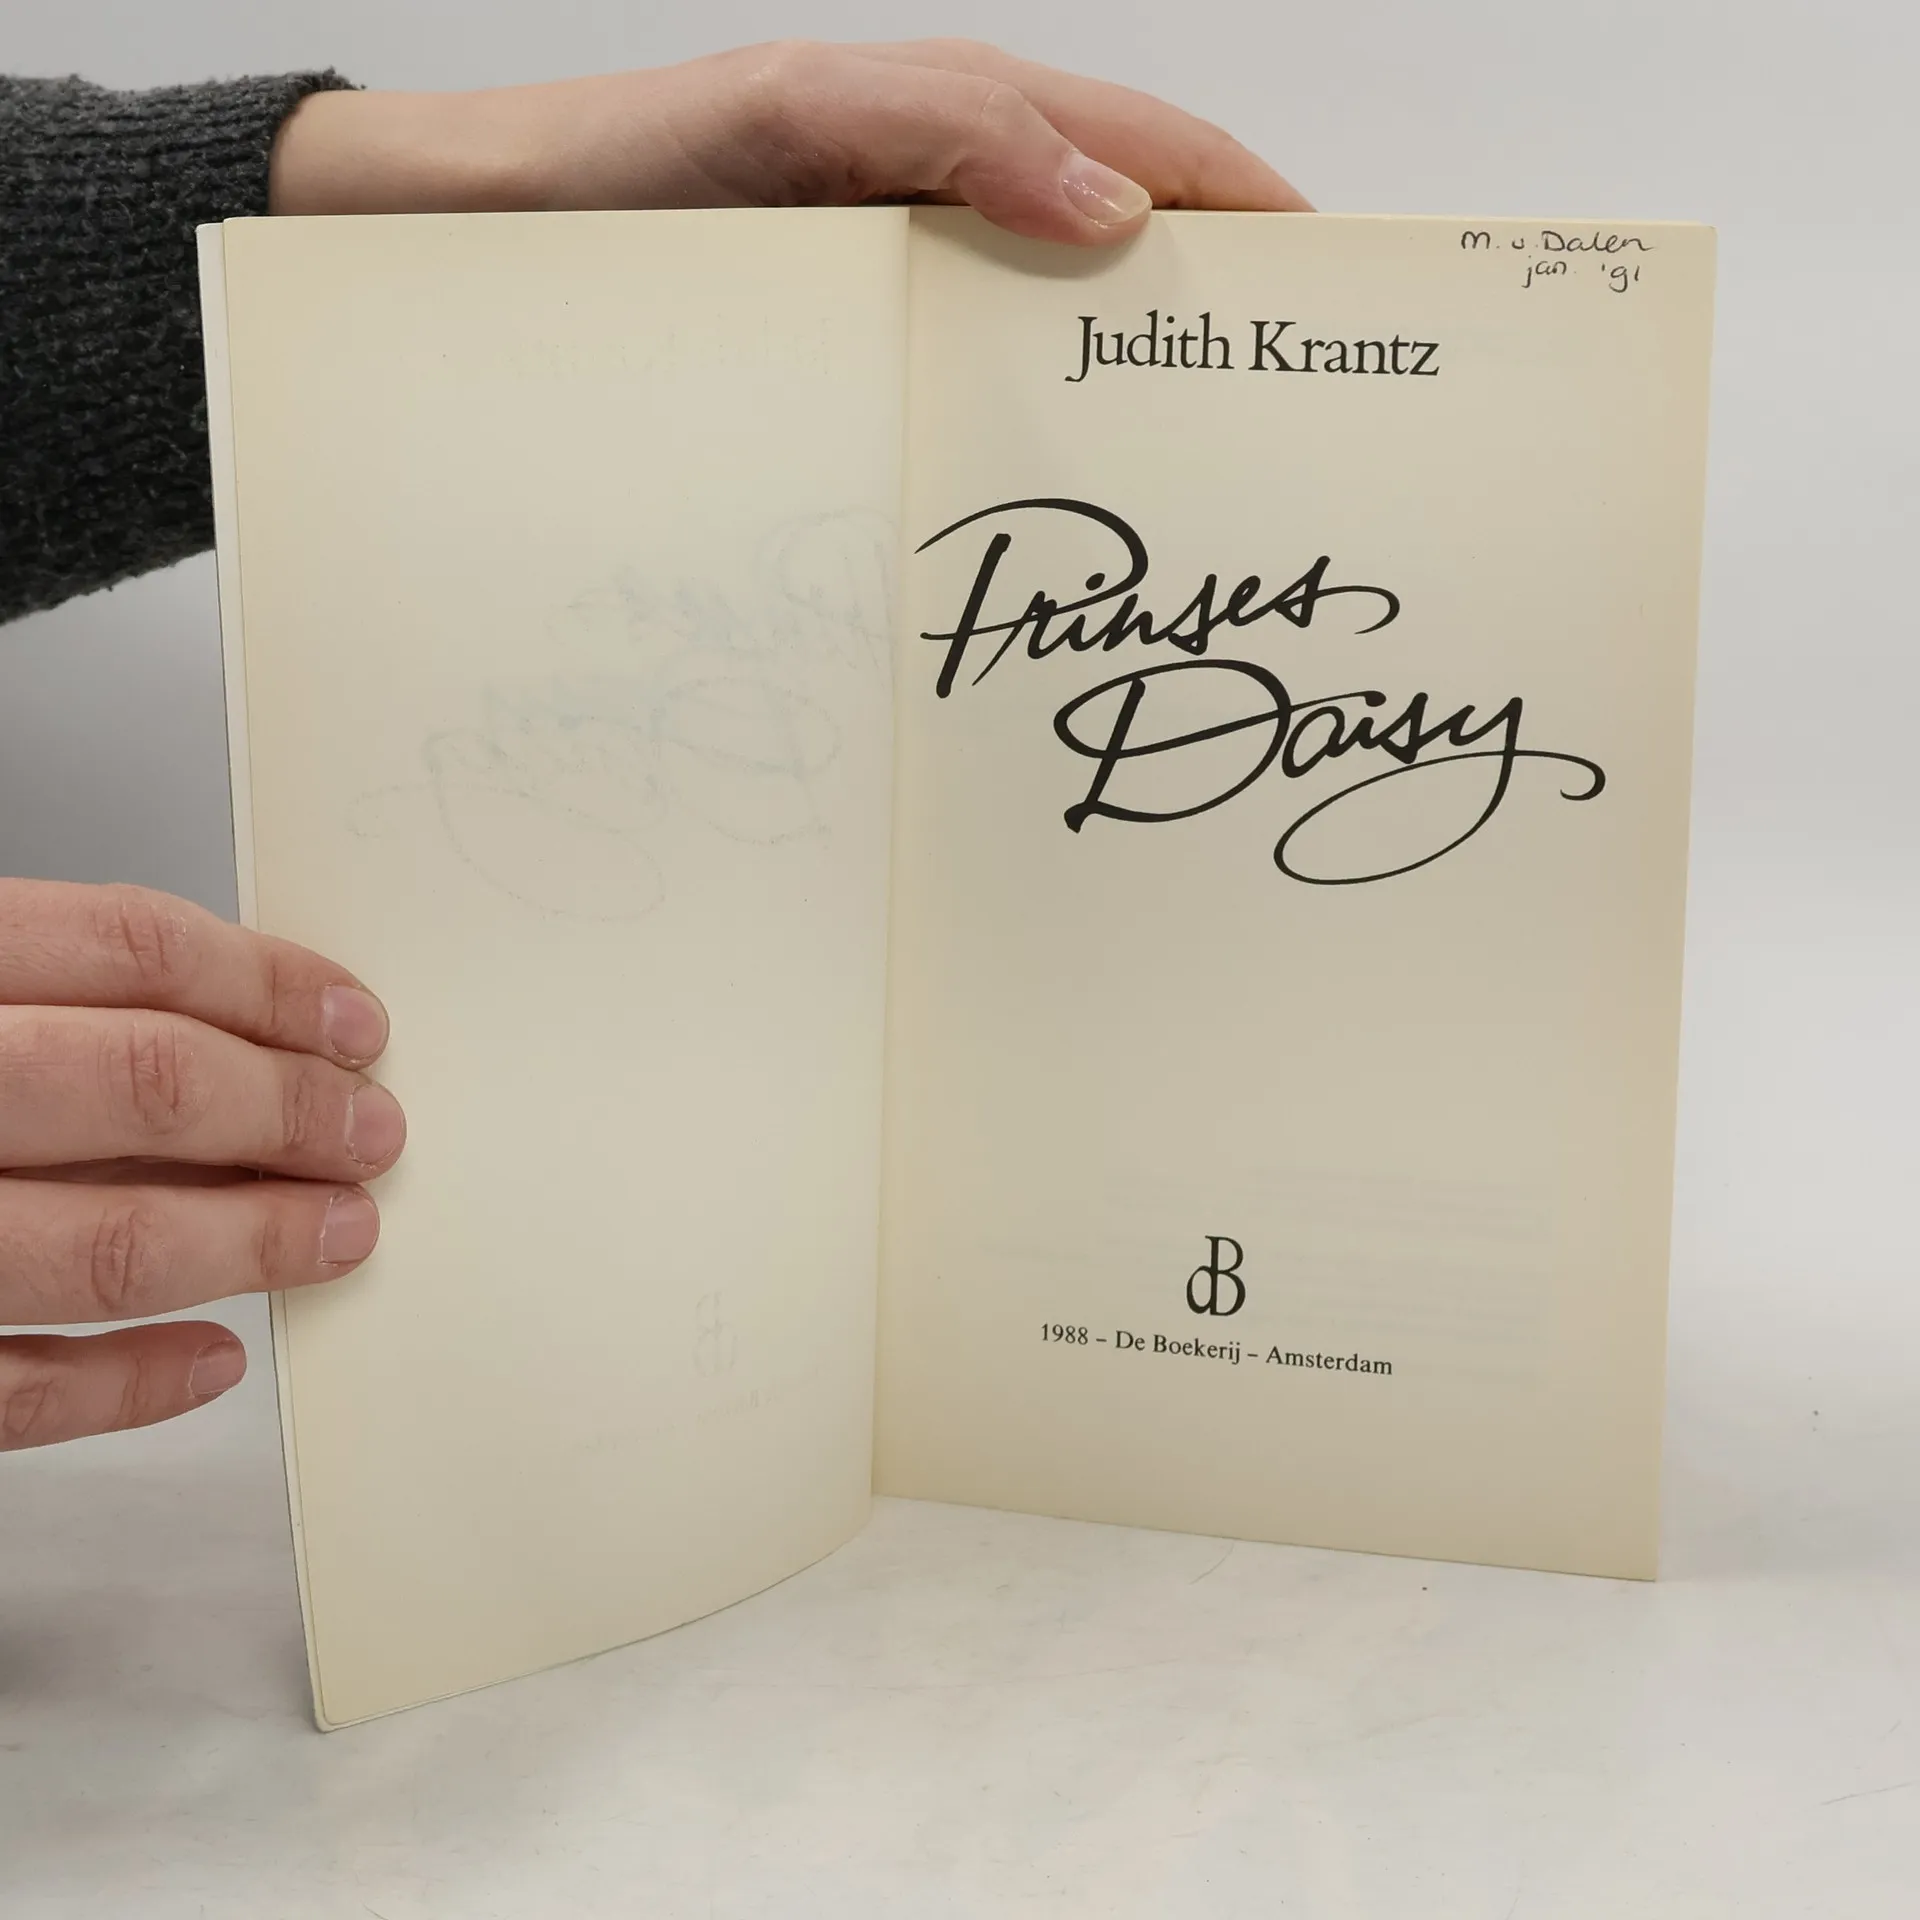 M. v. Dalen
jan. '91
Judith Krantz
Prinses
Daisy
dB
1988 – De Boekerij – Amsterdam